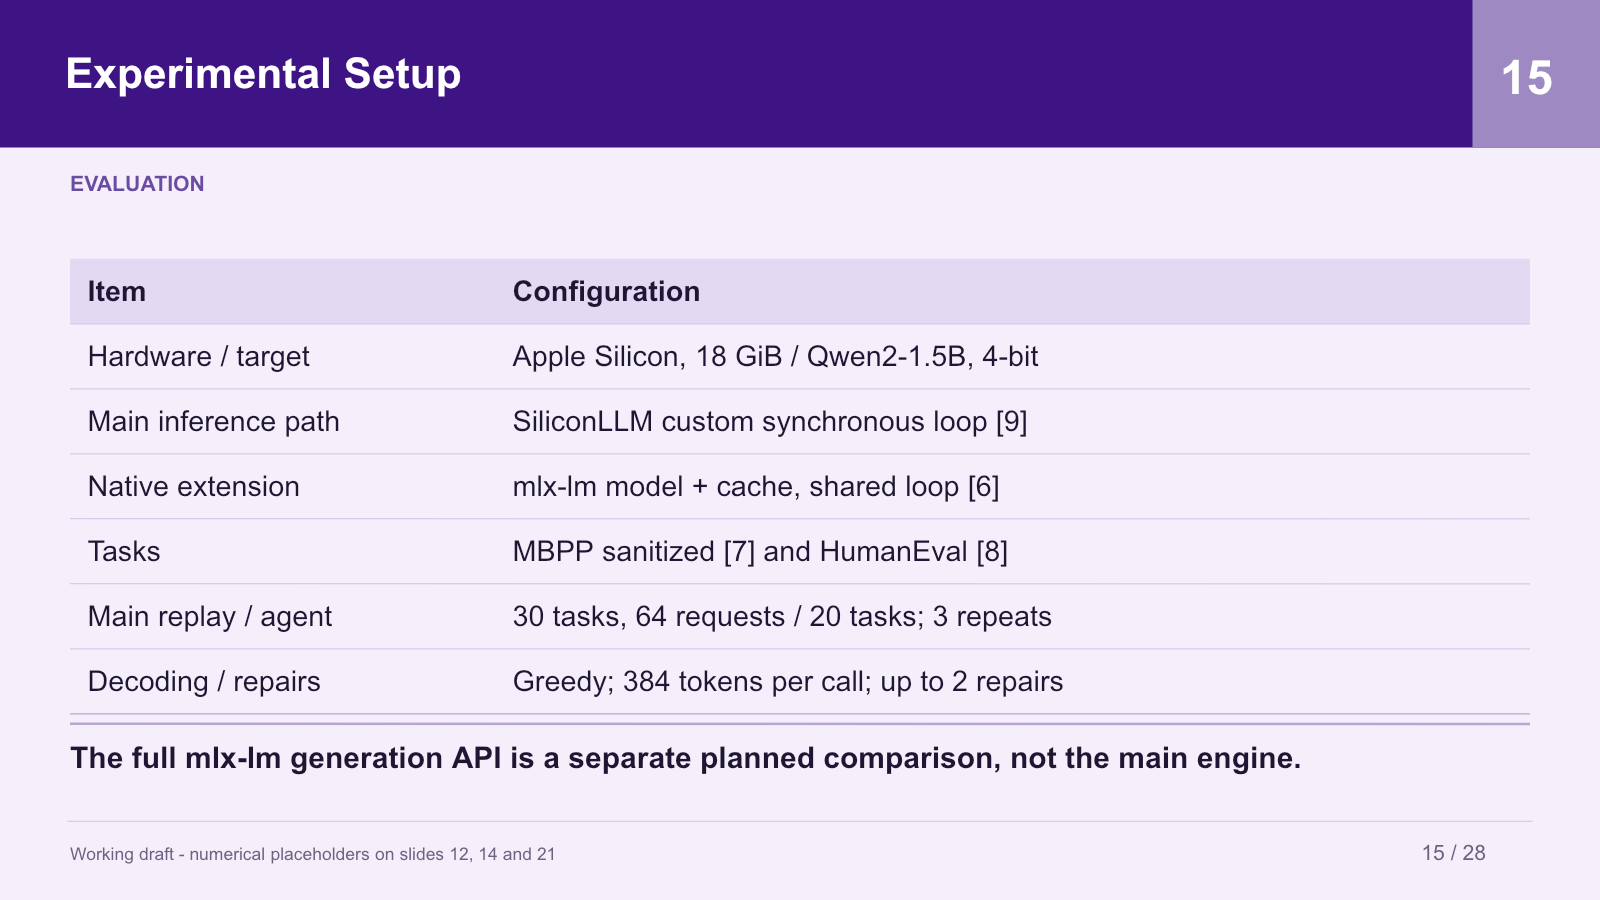 Experimental Setup
15
EVALUATION
Item Configuration
Hardware / target Apple Silicon, 18 GiB / Qwen2-1.5B, 4-bit
Main inference path SiliconLLM custom synchronous loop [9]
Native extension mlx-lm model + cache, shared loop [6]
Tasks MBPP sanitized [7] and HumanEval [8]
Main replay / agent 30 tasks, 64 requests / 20 tasks; 3 repeats
Decoding / repairs Greedy; 384 tokens per call; up to 2 repairs
The full mlx-lm generation API is a separate planned comparison, not the main engine.
Working draft - numerical placeholders on slides 12, 14 and 21
15 / 28